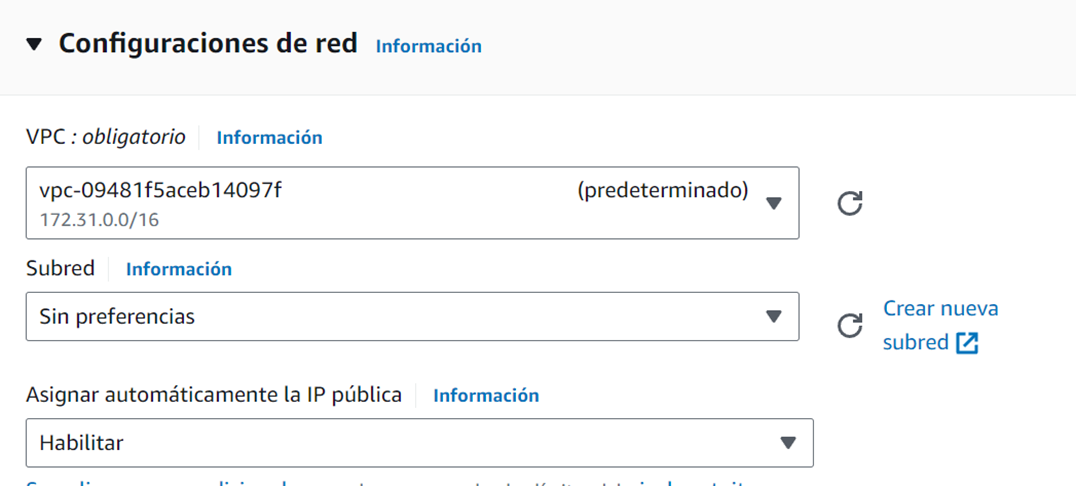 Configuraciones de red Información
VPC : obligatorio Información
vpc-09481f5aceb14097f (predeterminado)
172.31.0.0/16
Subred Información
Sin preferencias
Crear nueva
subred
Asignar automáticamente la IP pública Información
Habilitar